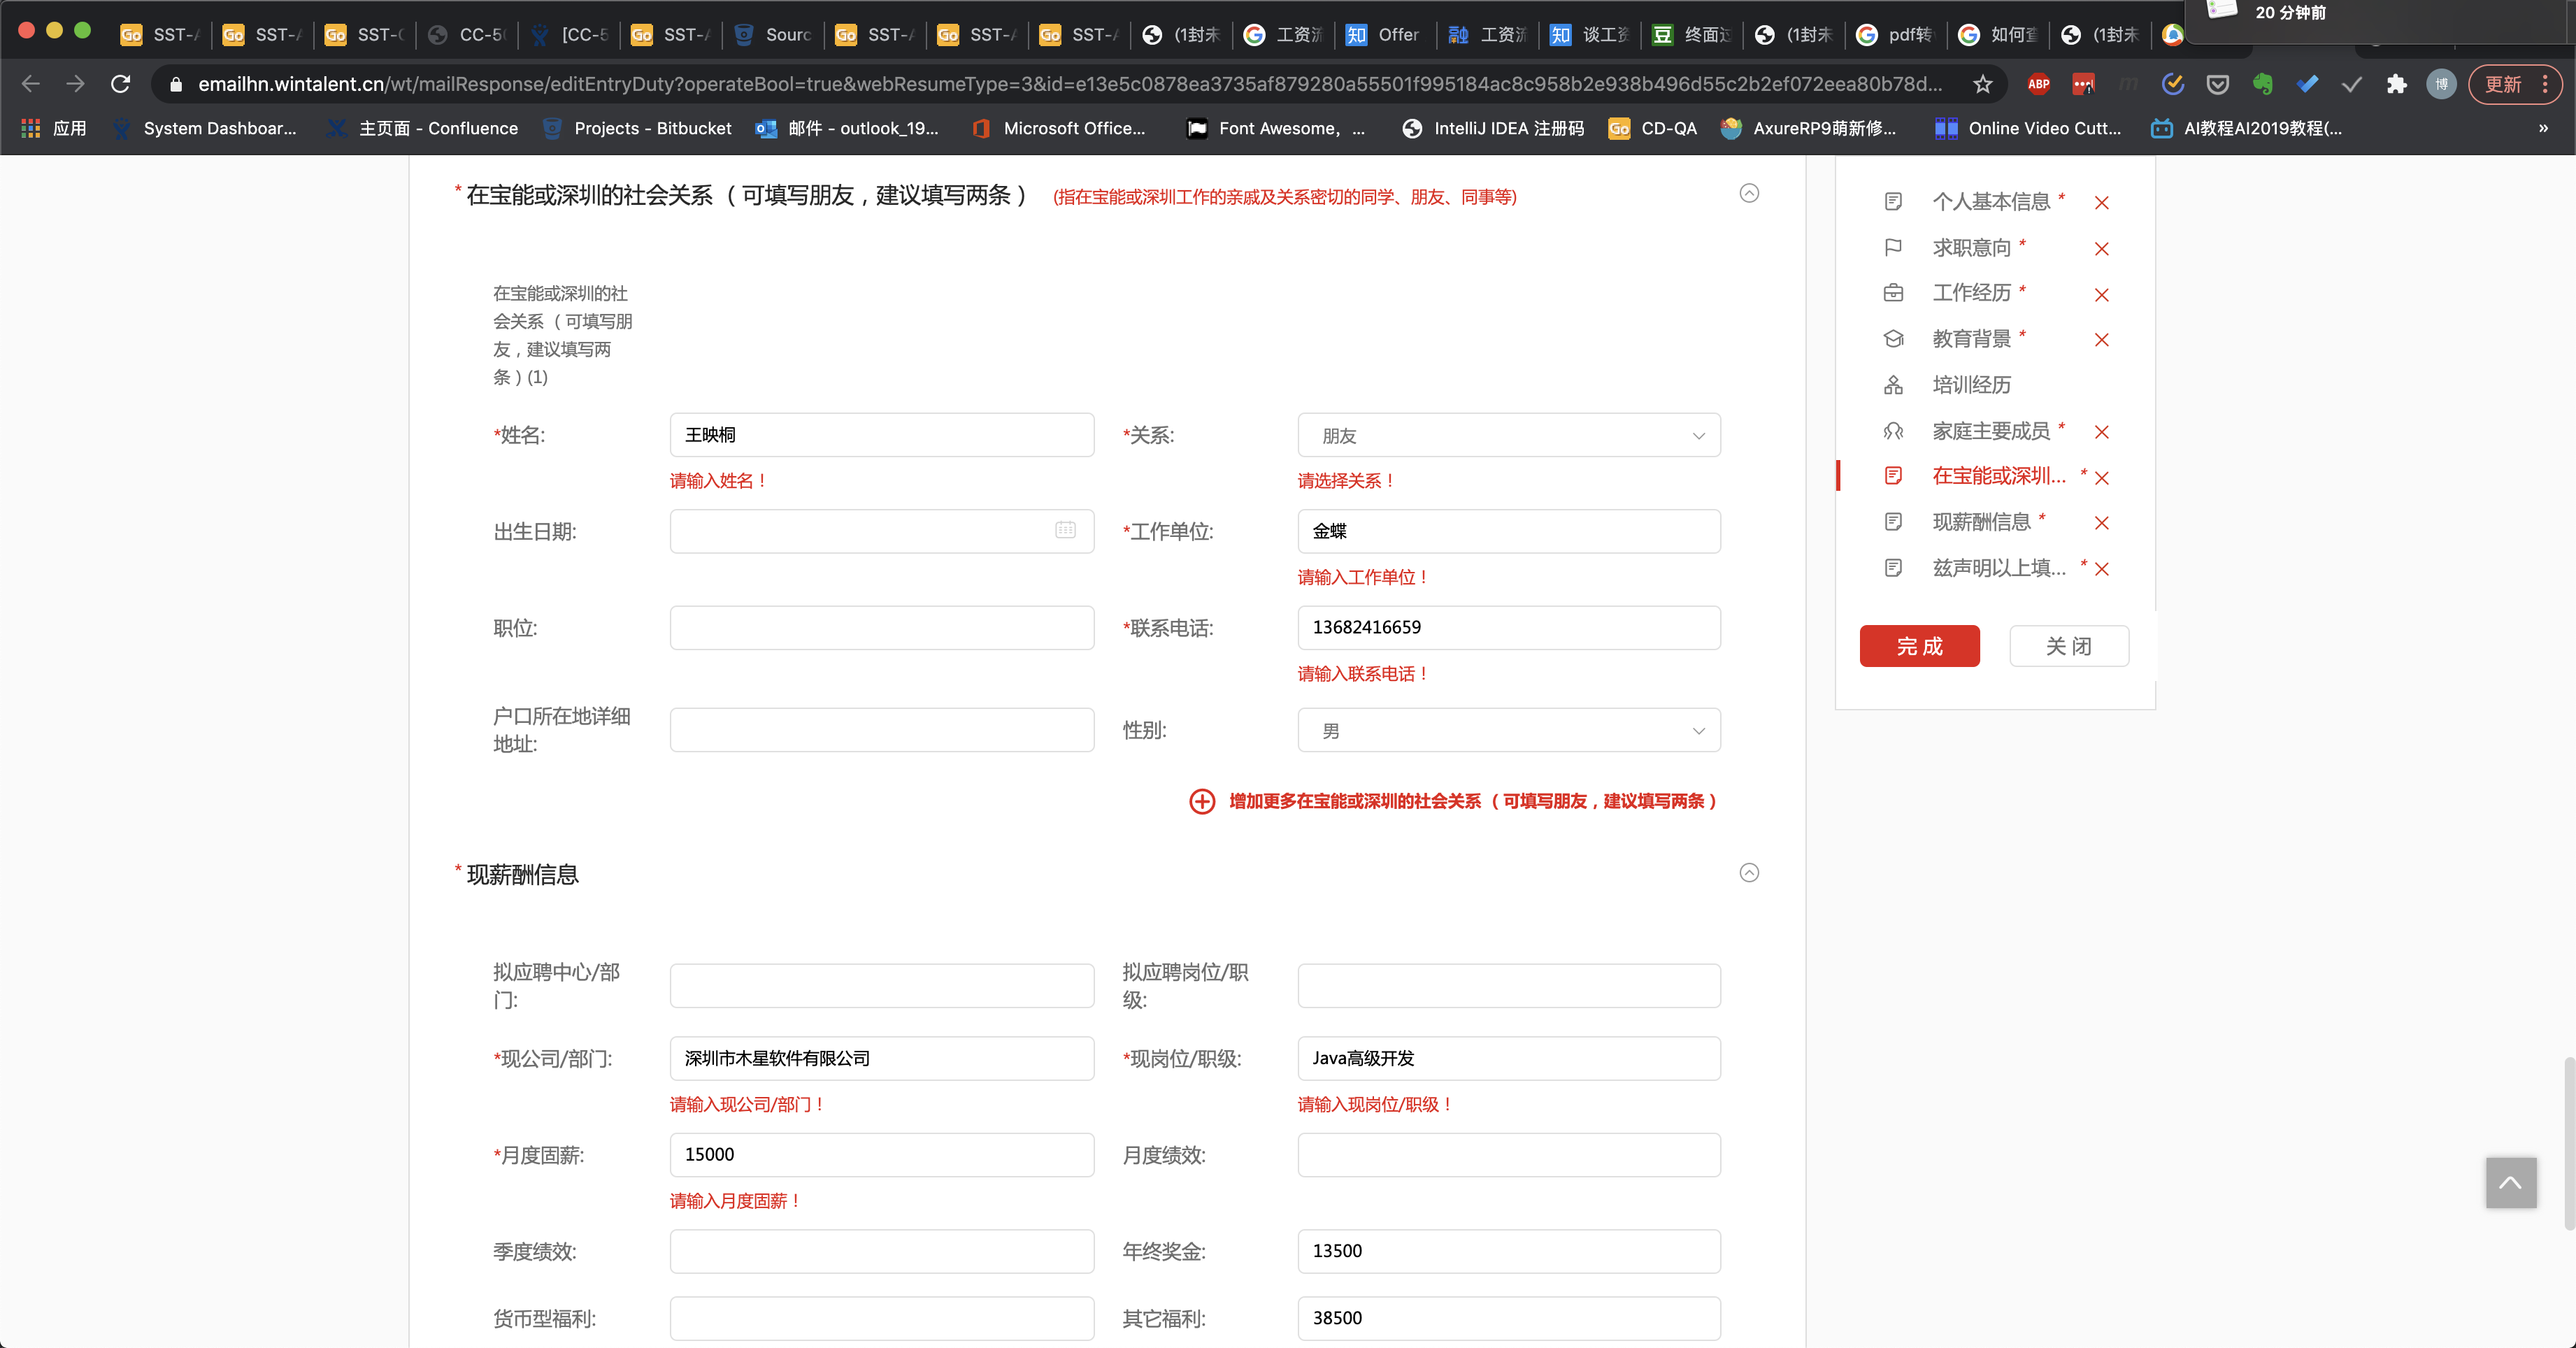 20 分钟前
SST-A
SST-A
SST-C
CC-50
[CC-5
SST-A
Sourc
SST-A
SST-A
SST-A
(1封未
工资流
Offer
工资流
谈工资
终面过
(1封未
pdf转
如何查
(1封未
emailhn.wintalent.cn/wt/mailResponse/editEntryDuty?operateBool=true&webResumeType=3&id=e13e5c0878ea3735af879280a55501f995184ac8c958b2e938b496d55c2b2ef072eea80b78d...
ABP
博
更新
应用
System Dashboar...
主页面 - Confluence
Projects - Bitbucket
邮件 - outlook_19...
Microsoft Office...
Font Awesome，...
IntelliJ IDEA 注册码
CD-QA
AxureRP9萌新修...
Online Video Cutt...
AI教程AI2019教程(...
»
* 在宝能或深圳的社会关系（可填写朋友，建议填写两条） (指在宝能或深圳工作的亲戚及关系密切的同学、朋友、同事等)
在宝能或深圳的社
会关系（可填写朋
友，建议填写两
条）(1)
*姓名: 王映桐
*关系: 朋友
请输入姓名！
请选择关系！
出生日期:
*工作单位: 金蝶
请输入工作单位！
职位:
*联系电话: 13682416659
请输入联系电话！
户口所在地详细
地址:
性别: 男
增加更多在宝能或深圳的社会关系（可填写朋友，建议填写两条）
* 现薪酬信息
拟应聘中心/部
门:
拟应聘岗位/职
级:
*现公司/部门: 深圳市木星软件有限公司
*现岗位/职级: Java高级开发
请输入现公司/部门！
请输入现岗位/职级！
*月度固薪: 15000
月度绩效:
请输入月度固薪！
季度绩效:
年终奖金: 13500
货币型福利:
其它福利: 38500
个人基本信息 *
求职意向 *
工作经历 *
教育背景 *
培训经历
家庭主要成员 *
在宝能或深圳... *
现薪酬信息 *
兹声明以上填... *
完 成
关 闭